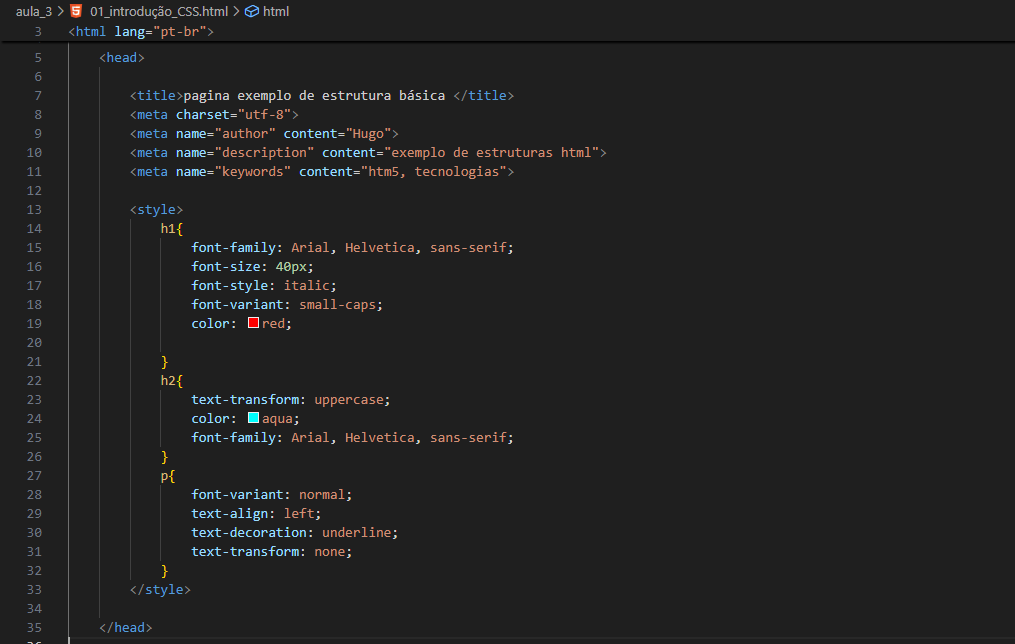 aula_3 > 01_introdução_CSS.html > html
3 <html lang="pt-br">
5 <head>
6
7 <title>pagina exemplo de estrutura básica </title>
8 <meta charset="utf-8">
9 <meta name="author" content="Hugo">
10 <meta name="description" content="exemplo de estruturas html">
11 <meta name="keywords" content="htm5, tecnologias">
12
13 <style>
14 h1{
15 font-family: Arial, Helvetica, sans-serif;
16 font-size: 40px;
17 font-style: italic;
18 font-variant: small-caps;
19 color: red;
20
21 }
22 h2{
23 text-transform: uppercase;
24 color: aqua;
25 font-family: Arial, Helvetica, sans-serif;
26 }
27 p{
28 font-variant: normal;
29 text-align: left;
30 text-decoration: underline;
31 text-transform: none;
32 }
33 </style>
34
35 </head>